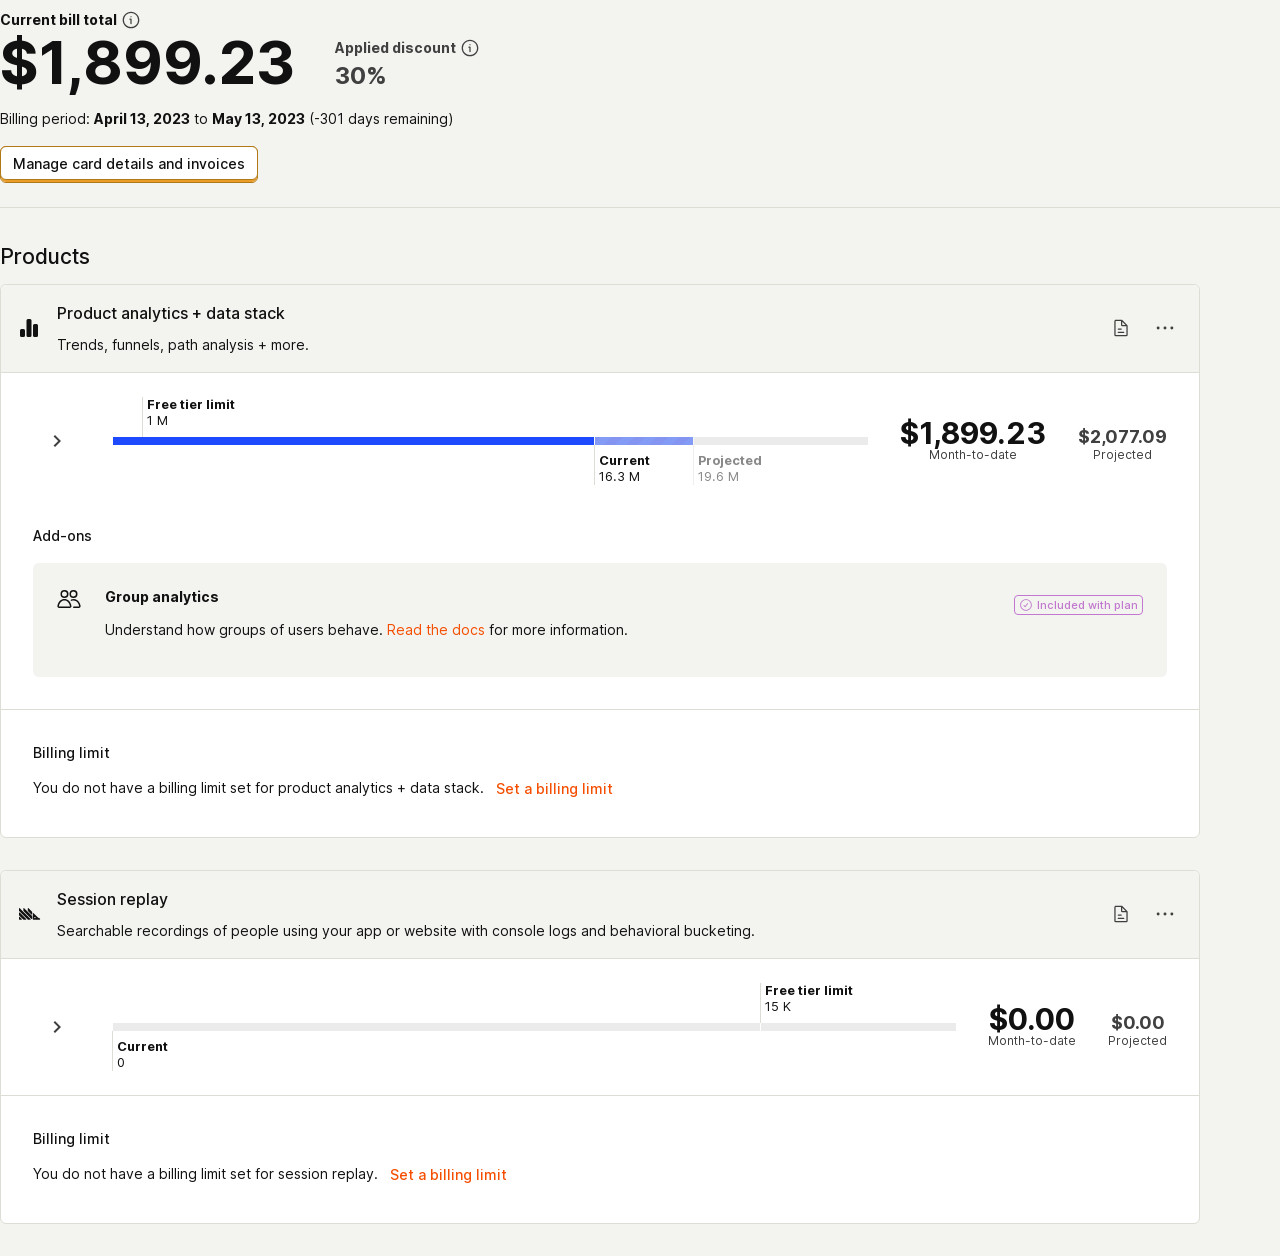 Current bill total
$1,899.23
Applied discount
30%
Billing period: April 13, 2023 to May 13, 2023 (-301 days remaining)
Manage card details and invoices
Products
Product analytics + data stack
Trends, funnels, path analysis + more.
Free tier limit
1 M
Current
16.3 M
Projected
19.6 M
$1,899.23
Month-to-date
$2,077.09
Projected
Add-ons
Group analytics
Understand how groups of users behave. Read the docs for more information.
Included with plan
Billing limit
You do not have a billing limit set for product analytics + data stack. Set a billing limit
Session replay
Searchable recordings of people using your app or website with console logs and behavioral bucketing.
Free tier limit
15 K
Current
0
$0.00
Month-to-date
$0.00
Projected
Billing limit
You do not have a billing limit set for session replay. Set a billing limit